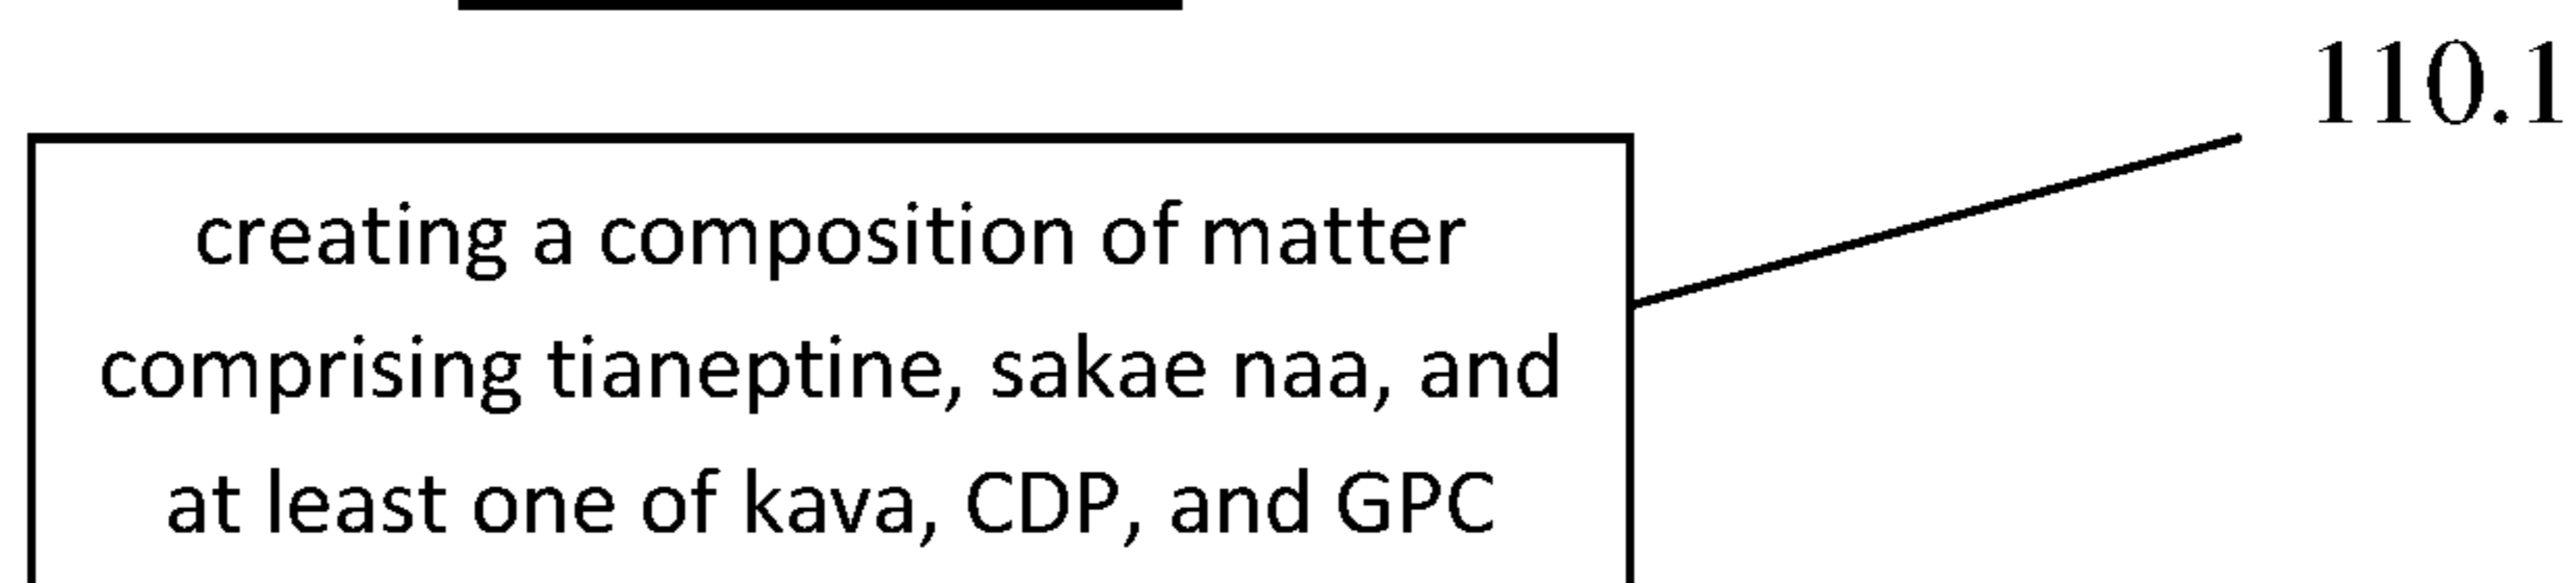 110.1
creating a composition of matter
comprising tianeptine, sakae naa, and
at least one of kava, CDP, and GPC